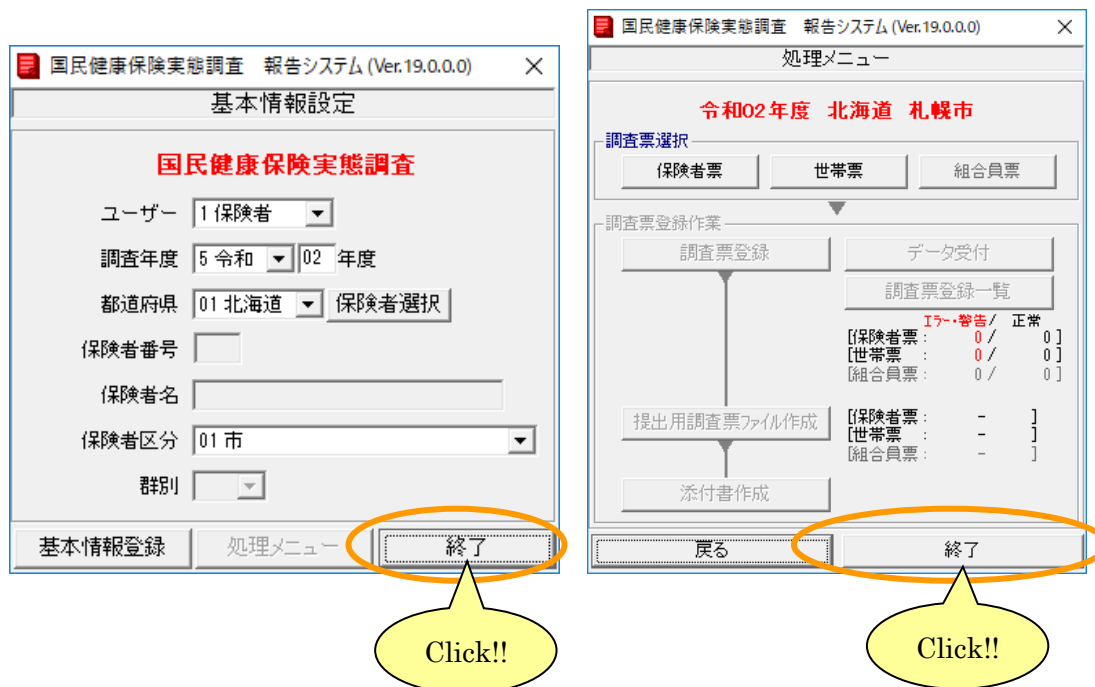 国民健康保険実態調査　報告システム (Ver.19.0.0.0)
基本情報設定
国民健康保険実態調査
ユーザー 1 保険者
調査年度 5 令和 02 年度
都道府県 01 北海道 保険者選択
保険者番号
保険者名
保険者区分 01 市
群別
基本情報登録 処理メニュー 終了
Click!!
国民健康保険実態調査　報告システム (Ver.19.0.0.0)
処理メニュー
令和02年度 北海道 札幌市
調査票選択
保険者票 世帯票 組合員票
調査票登録作業
調査票登録 データ受付
調査票登録一覧
エラー・警告/ 正常
[保険者票： 0 / 0 ]
[世帯票 ： 0 / 0 ]
[組合員票： 0 / 0 ]
提出用調査票ファイル作成
[保険者票： - ]
[世帯票 ： - ]
[組合員票： - ]
添付書作成
戻る 終了
Click!!